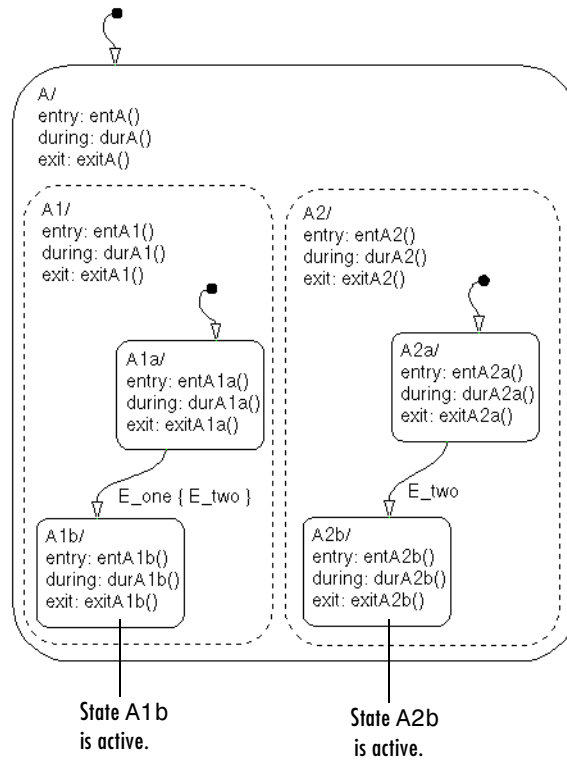 A/
entry: entA()
during: durA()
exit: exitA()
A1/
entry: entA1()
during: durA1()
exit: exitA1()
A2/
entry: entA2()
during: durA2()
exit: exitA2()
A1a/
entry: entA1a()
during: durA1a()
exit: exitA1a()
A2a/
entry: entA2a()
during: durA2a()
exit: exitA2a()
E_one { E_two }
E_two
A1b/
entry: entA1b()
during: durA1b()
exit: exitA1b()
A2b/
entry: entA2b()
during: durA2b()
exit: exitA2b()
State A1b
is active.
State A2b
is active.